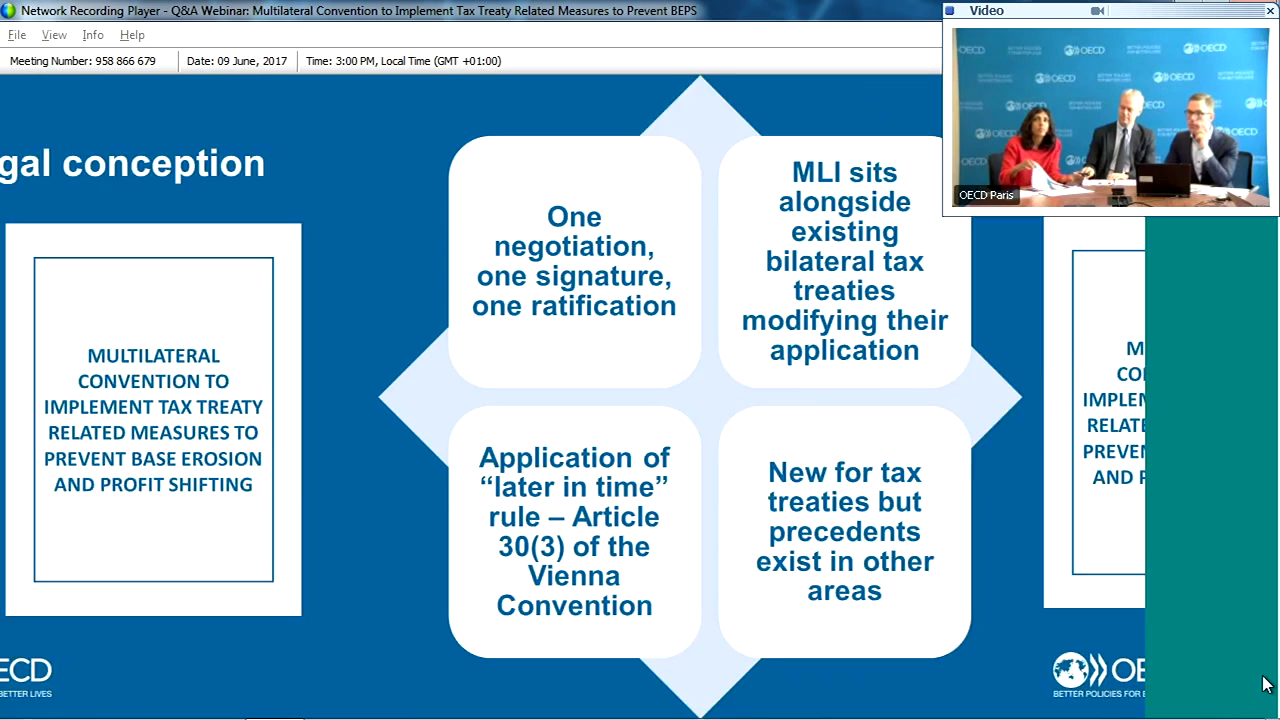 Network Recording Player - Q&A Webinar: Multilateral Convention to Implement Tax Treaty Related Measures to Prevent BEPS
File View Info Help
Meeting Number: 958 866 679 Date: 09 June, 2017 Time: 3:00 PM, Local Time (GMT +01:00)
Video
OECD
OECD
OECD
OECD
OECD
OECD Paris
gal conception
MULTILATERAL
CONVENTION TO
IMPLEMENT TAX TREATY
RELATED MEASURES TO
PREVENT BASE EROSION
AND PROFIT SHIFTING
One
negotiation,
one signature,
one ratification
MLI sits
alongside
existing
bilateral tax
treaties
modifying their
application
Application of
“later in time”
rule – Article
30(3) of the
Vienna
Convention
New for tax
treaties but
precedents
exist in other
areas
M
CO
IMPLEM
RELATE
PREVEN
AND P
ECD
BETTER LIVES
OE
BETTER POLICIES FOR B